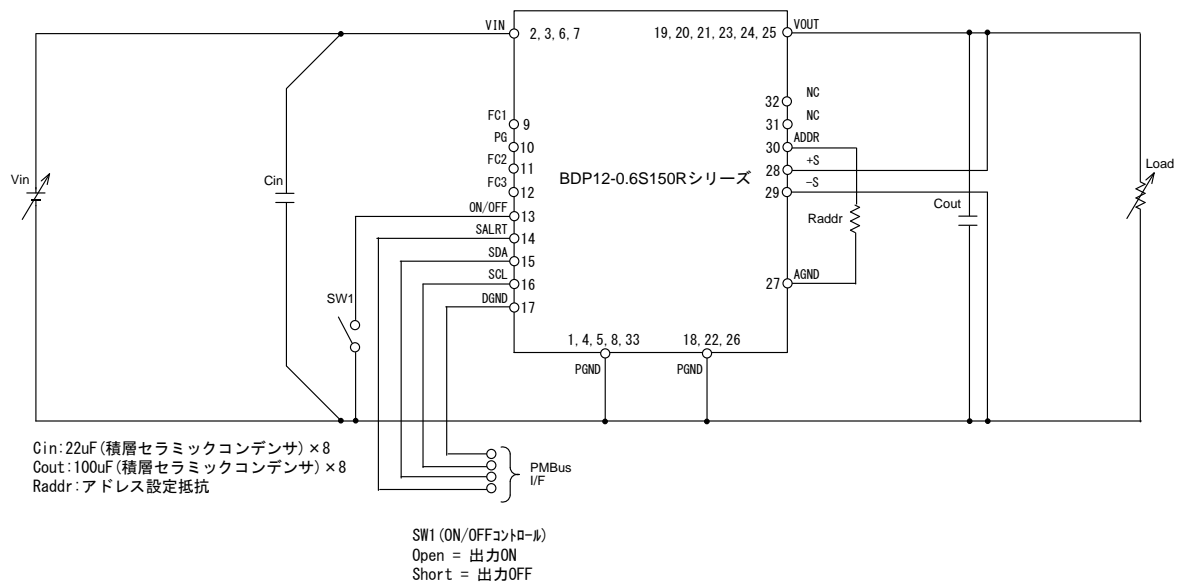 VIN
2, 3, 6, 7
19, 20, 21, 23, 24, 25
VOUT
32
NC
31
NC
FC1
9
PG
10
30
ADDR
FC2
11
28
+S
BDP12-0.6S150Rシリーズ
FC3
12
29
-S
Vin
Cin
Load
ON/OFF
13
Raddr
Cout
SALRT
14
SDA
15
SCL
16
27
AGND
DGND
17
SW1
1, 4, 5, 8, 33
18, 22, 26
PGND
PGND
Cin:22uF(積層セラミックコンデンサ)×8
Cout:100uF(積層セラミックコンデンサ)×8
Raddr:アドレス設定抵抗
PMBus
I/F
SW1(ON/OFFｺﾝﾄﾛｰﾙ)
Open = 出力ON
Short = 出力OFF